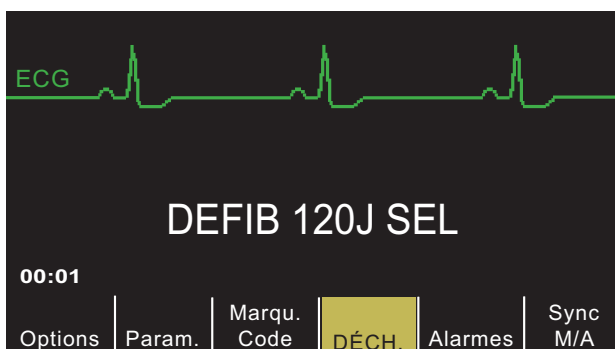 ECG
DEFIB 120J SEL
00:01
Options
Param.
Marqu.
Code
DÉCH.
Alarmes
Sync
M/A